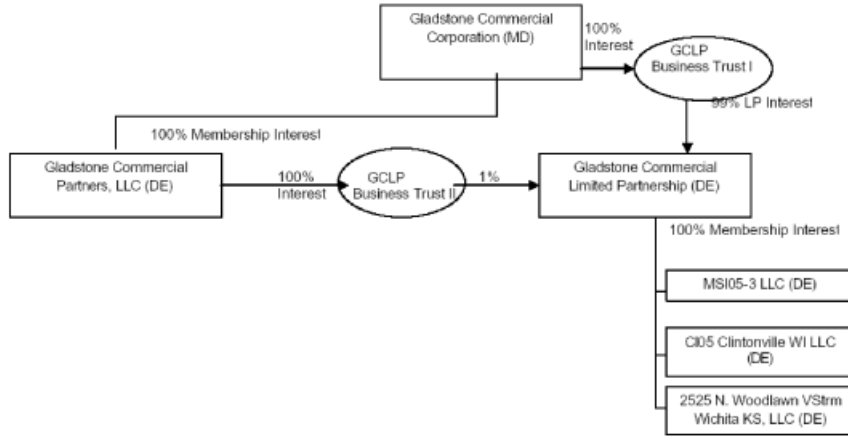 Gladstone Commercial
Corporation (MD)
100%
Interest
GCLP
Business Trust I
99% LP Interest
100% Membership Interest
Gladstone Commercial
Partners, LLC (DE)
100%
Interest
GCLP
Business Trust II
1%
Gladstone Commercial
Limited Partnership (DE)
100% Membership Interest
MSI05-3 LLC (DE)
CI05 Clintonville WI LLC
(DE)
2525 N. Woodlawn VStrm
Wichita KS, LLC (DE)